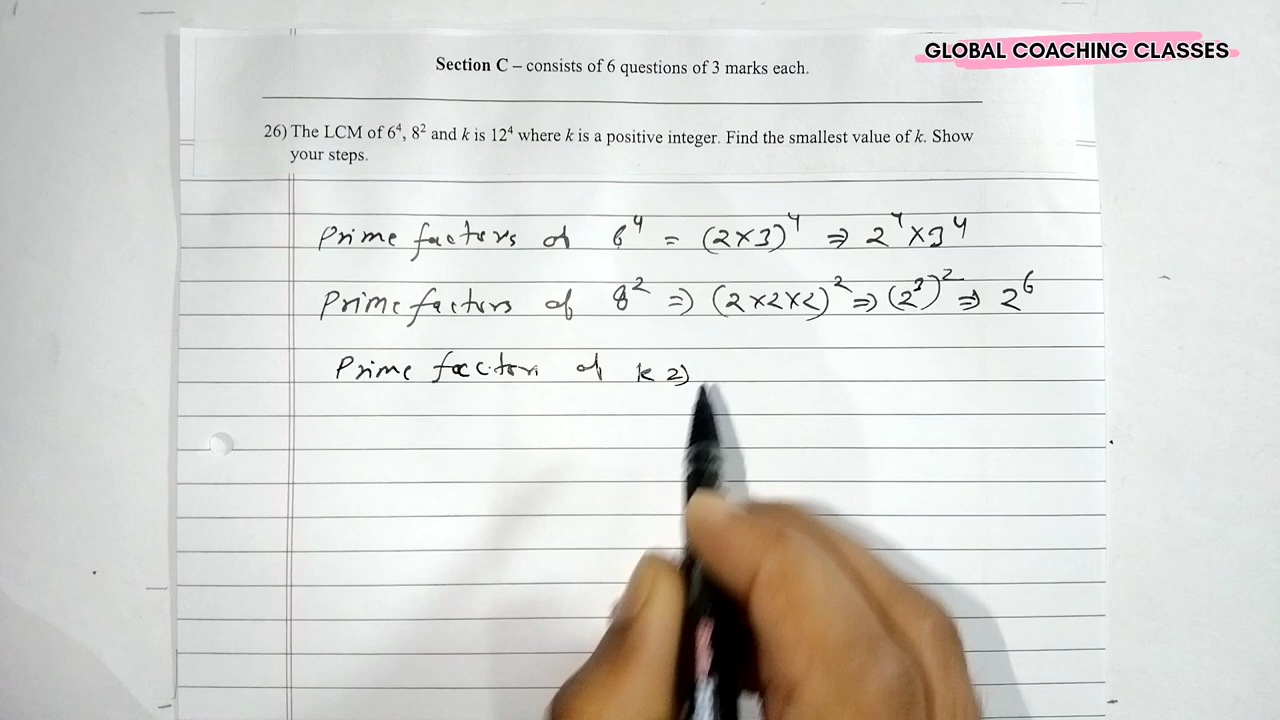 GLOBAL COACHING CLASSES
Section C – consists of 6 questions of 3 marks each.
26) The LCM of 6⁴, 8² and k is 12⁴ where k is a positive integer. Find the smallest value of k. Show
your steps.
Prime factors of 6⁴ = (2×3)⁴ ⇒ 2⁴×3⁴
Prime factors of 8² ⇒ (2×2×2)² ⇒ (2³)² ⇒ 2⁶
Prime factors of k ⇒